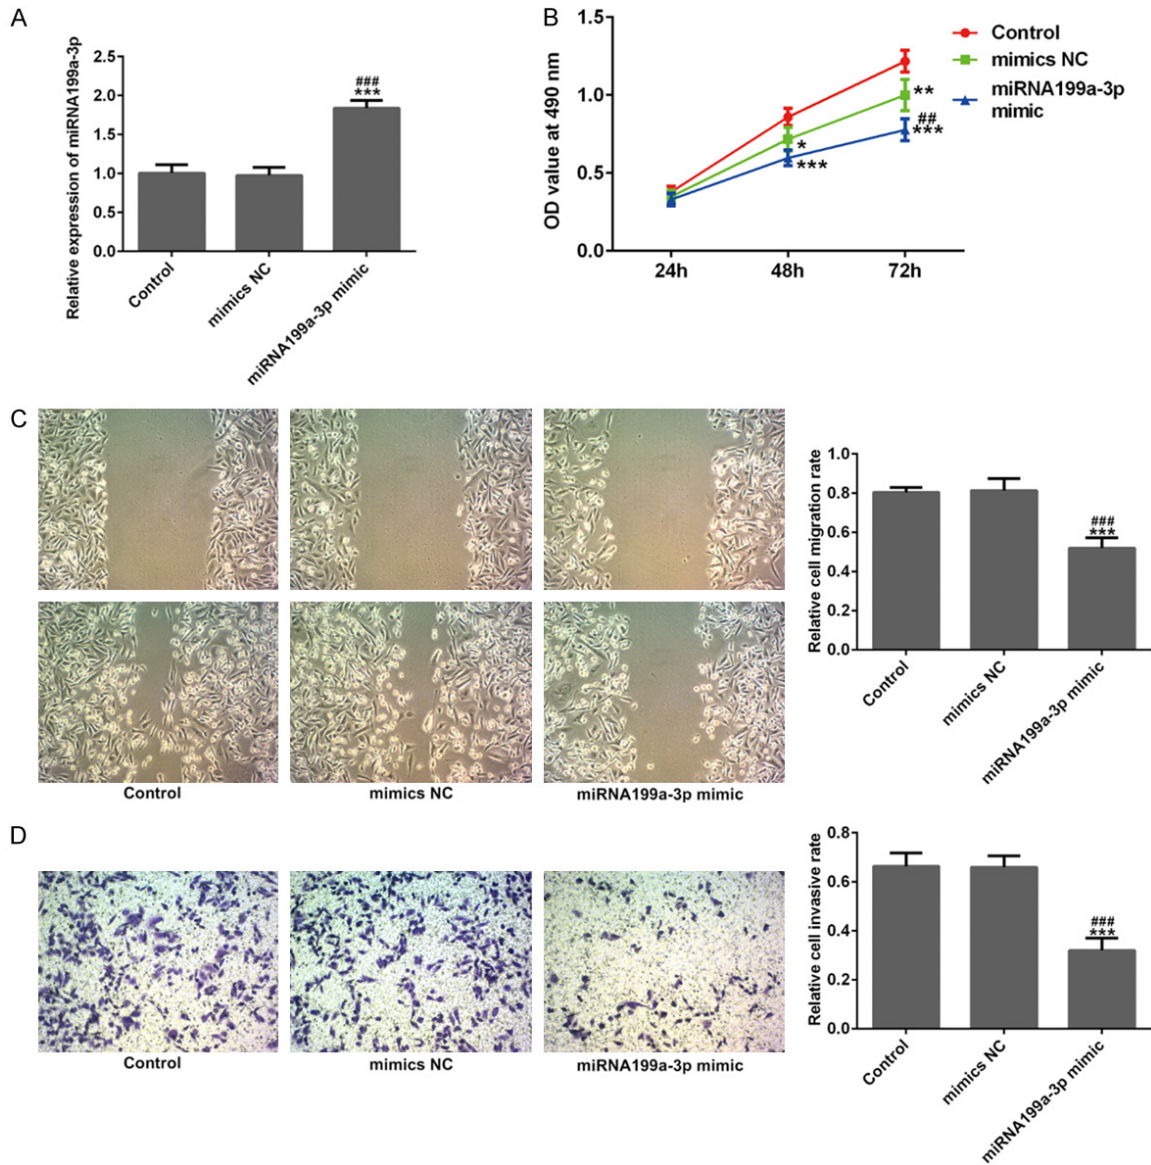 A
Relative expression of miRNA199a-3p
2.5
2.0
1.5
1.0
0.5
0.0
###
***
Control
mimics NC
miRNA199a-3p mimic
B
OD value at 490 nm
1.5
1.0
0.5
0.0
24h
48h
72h
*
***
**
##
***
Control
mimics NC
miRNA199a-3p
mimic
C
Control
mimics NC
miRNA199a-3p mimic
Relative cell migration rate
1.0
0.8
0.6
0.4
0.2
0.0
###
***
Control
mimics NC
miRNA199a-3p mimic
D
Control
mimics NC
miRNA199a-3p mimic
Relative cell invasive rate
0.8
0.6
0.4
0.2
0.0
###
***
Control
mimics NC
miRNA199a-3p mimic